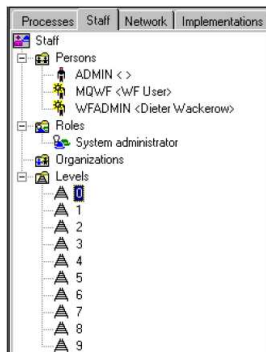 Processes Staff Network Implementations
Staff
Persons
ADMIN < >
MQWF <WF User>
WFADMIN <Dieter Wackerow>
Roles
System administrator
Organizations
Levels
0
1
2
3
4
5
6
7
8
9